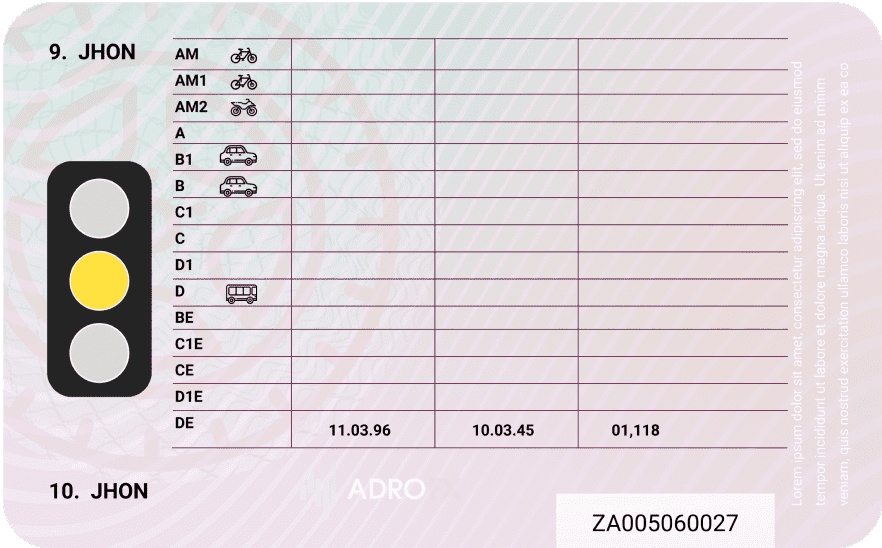 9. JHON
AM
AM1
AM2
A
B1
B
C1
C
D1
D
BE
C1E
CE
D1E
DE 11.03.96 10.03.45 01,118
10. JHON
ADRO
ZA005060027
Lorem ipsum dolor sit amet, consectetur adipiscing elit, sed do eiusmod
tempor incididunt ut labore et dolore magna aliqua. Ut enim ad minim
veniam, quis nostrud exercitation ullamco laboris nisi ut aliquip ex ea co